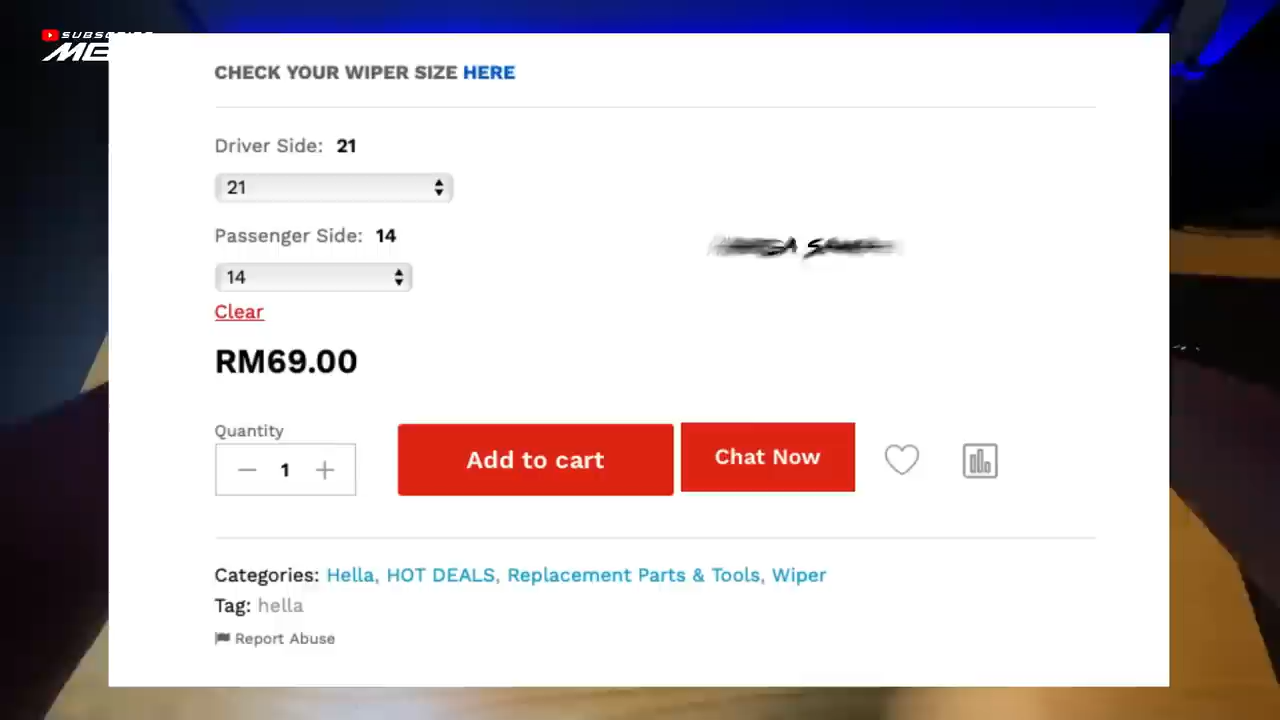 SUBSCRIBE
CHECK YOUR WIPER SIZE HERE
Driver Side: 21
21
Passenger Side: 14
14
Clear
RM69.00
Quantity
1
Add to cart
Chat Now
Categories: Hella, HOT DEALS, Replacement Parts & Tools, Wiper
Tag: hella
Report Abuse